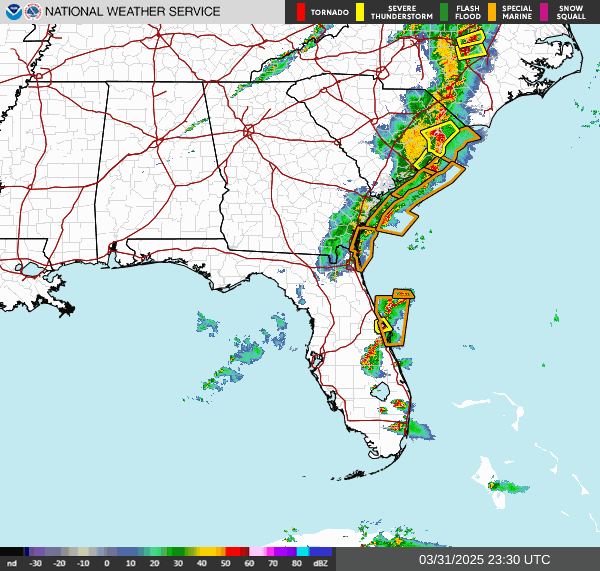 NATIONAL WEATHER SERVICE
TORNADO
SEVERE THUNDERSTORM
FLASH FLOOD
SPECIAL MARINE
SNOW SQUALL
nd -30 -20 -10 0 10 20 30 40 50 60 70 80 dBZ
03/31/2025 23:30 UTC